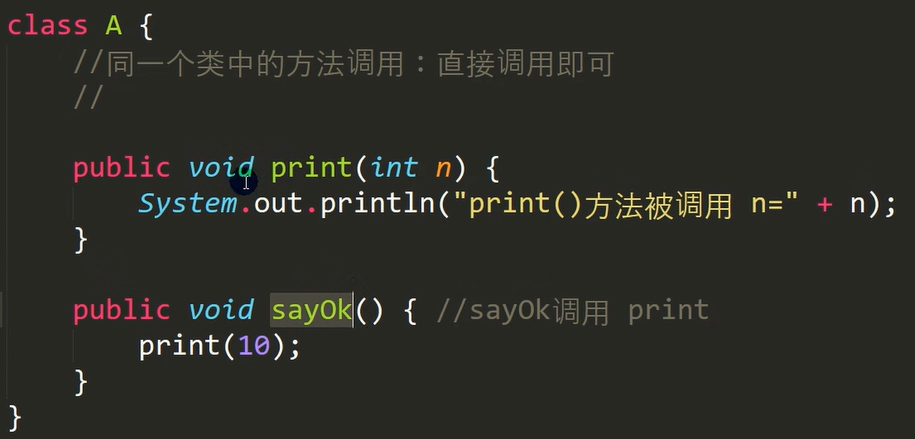 class A {
//同一个类中的方法调用：直接调用即可
//
public void print(int n) {
System.out.println("print()方法被调用 n=" + n);
}
public void sayOk() { //sayOk调用 print
print(10);
}
}